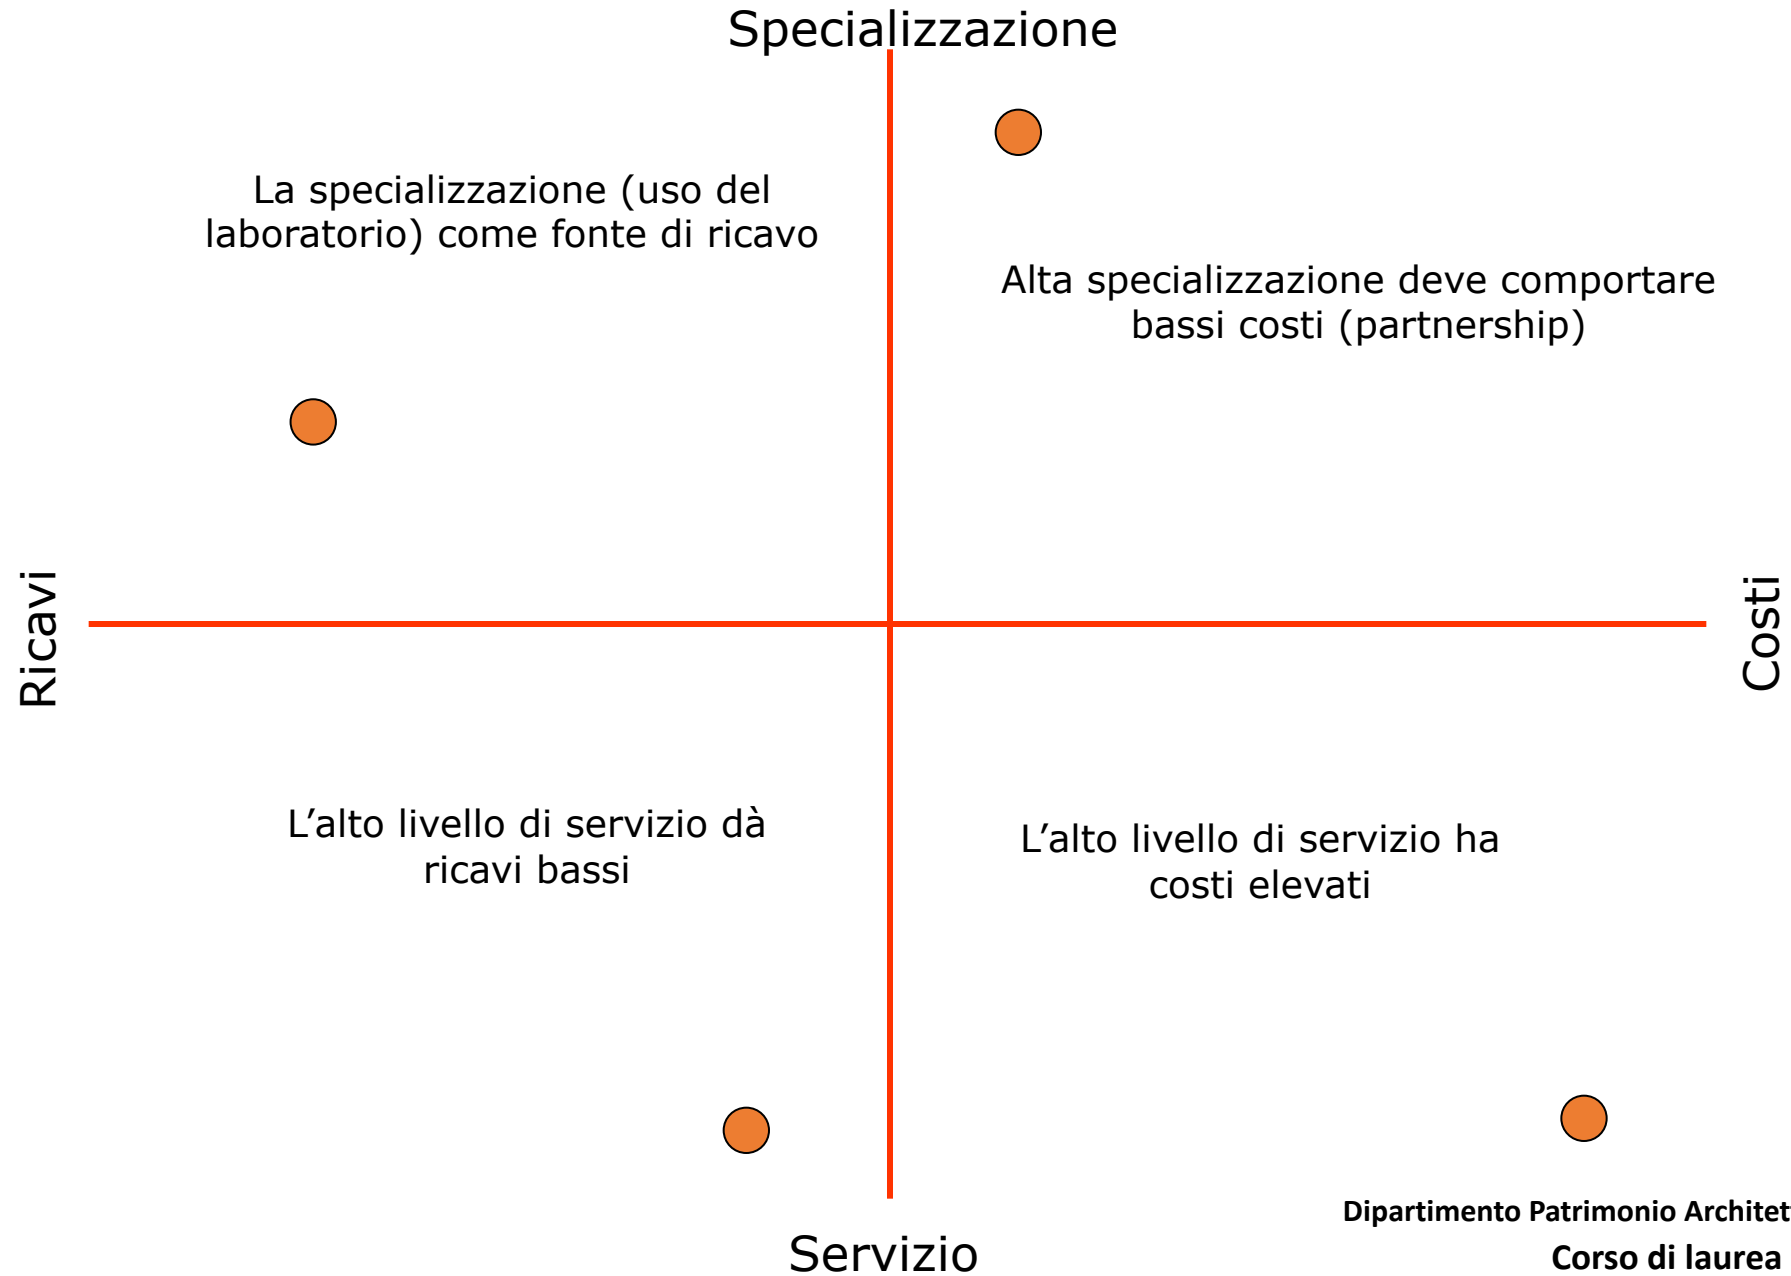 Specializzazione
La specializzazione (uso del
laboratorio) come fonte di ricavo
Alta specializzazione deve comportare
bassi costi (partnership)
Ricavi
Costi
L’alto livello di servizio dà
ricavi bassi
L’alto livello di servizio ha
costi elevati
Servizio
Dipartimento Patrimonio Architet
Corso di laurea